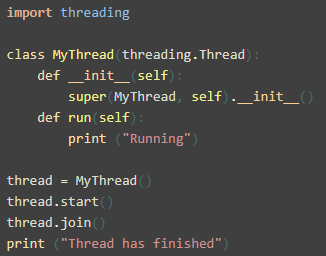 import threading

class MyThread(threading.Thread):
    def __init__(self):
        super(MyThread, self).__init__()
    def run(self):
        print ("Running")

thread = MyThread()
thread.start()
thread.join()
print ("Thread has finished")